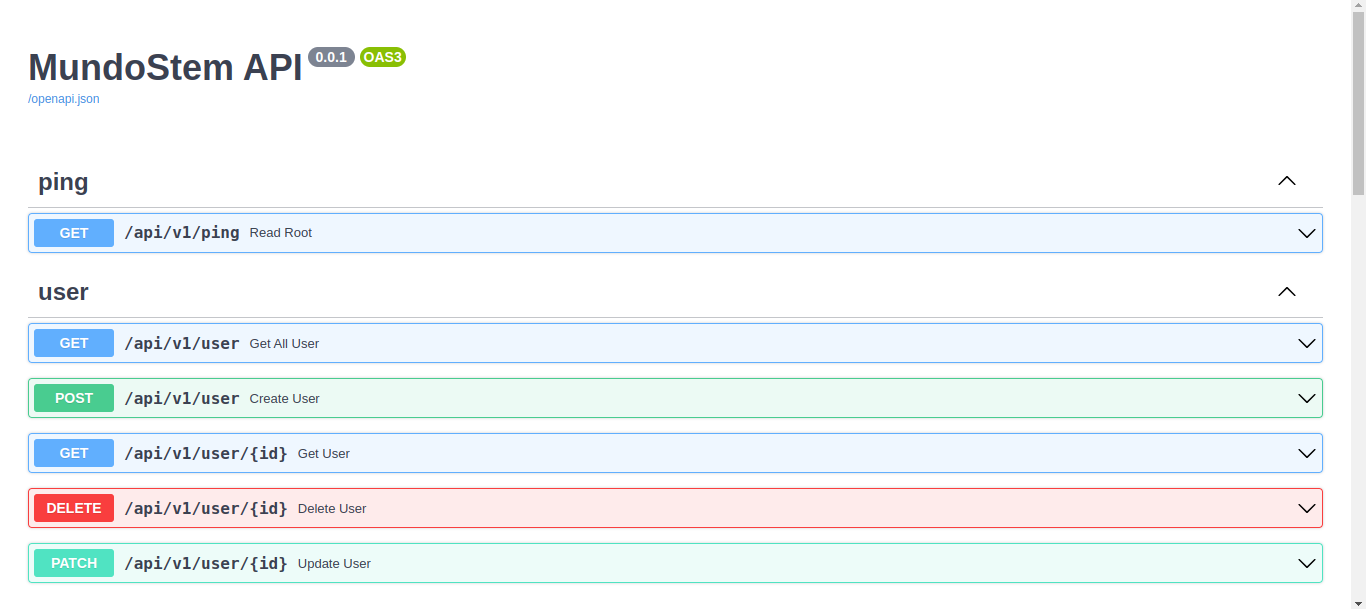 MundoStem API 0.0.1 OAS3
/openapi.json
ping
GET /api/v1/ping Read Root
user
GET /api/v1/user Get All User
POST /api/v1/user Create User
GET /api/v1/user/{id} Get User
DELETE /api/v1/user/{id} Delete User
PATCH /api/v1/user/{id} Update User